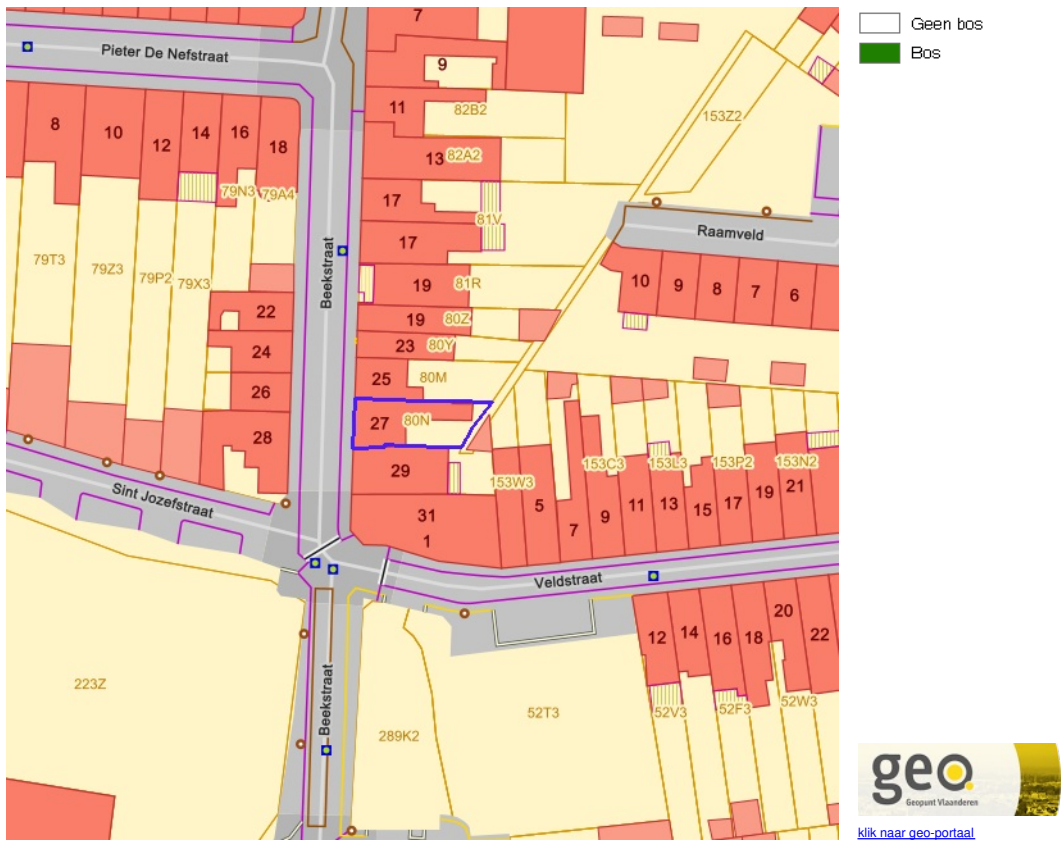 7
Geen bos
Pieter De Nefstraat
9
Bos
11
82B2
153Z2
8
10
12
14
16
18
13
82A2
79N3
79A4
17
81V
Raamveld
17
79T3
79Z3
79P2
79X3
Beekstraat
19
81R
10
9
8
7
6
22
19
80Z
24
23
80Y
25
80M
26
27
80N
28
29
153C3
153L3
153P2
153N2
153W3
Sint Jozefstraat
31
1
5
7
9
11
13
15
17
19
21
Veldstraat
12
14
16
18
20
22
223Z
Beekstraat
289K2
52T3
52V3
52F3
52W3
geo
Geopunt Vlaanderen
klik naar geo-portaal